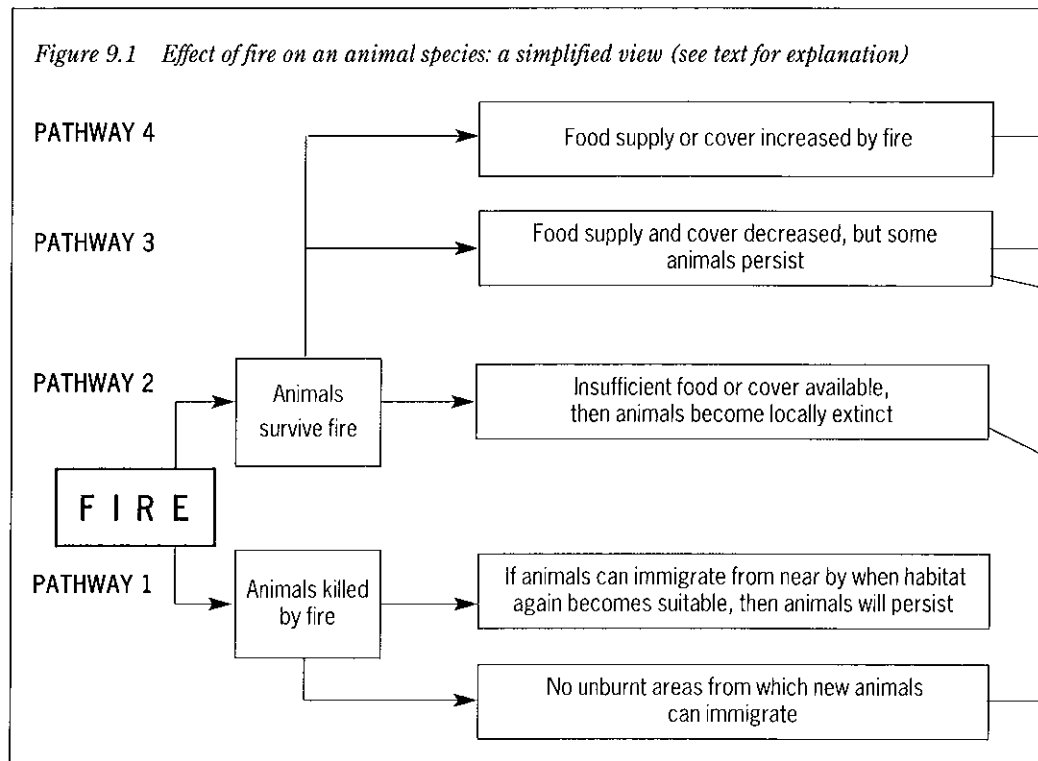 Figure 9.1 Effect of fire on an animal species: a simplified view (see text for explanation)
PATHWAY 4
Food supply or cover increased by fire
PATHWAY 3
Food supply and cover decreased, but some
animals persist
PATHWAY 2
Animals
survive fire
Insufficient food or cover available,
then animals become locally extinct
FIRE
PATHWAY 1
Animals killed
by fire
If animals can immigrate from near by when habitat
again becomes suitable, then animals will persist
No unburnt areas from which new animals
can immigrate